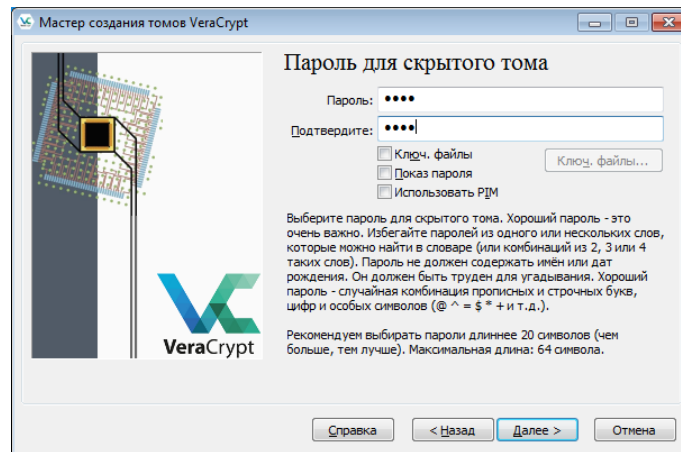 Мастер создания томов VeraCrypt
Пароль для скрытого тома
Пароль: ••••
Подтвердите: ••••
Ключ. файлы
Ключ. файлы...
Показ пароля
Использовать PIM
Выберите пароль для скрытого тома. Хороший пароль - это
очень важно. Избегайте паролей из одного или нескольких слов,
которые можно найти в словаре (или комбинаций из 2, 3 или 4
таких слов). Пароль не должен содержать имён или дат
рождения. Он должен быть труден для угадывания. Хороший
пароль - случайная комбинация прописных и строчных букв,
цифр и особых символов (@ ^ = $ * + и т.д.).
Рекомендуем выбирать пароли длиннее 20 символов (чем
больше, тем лучше). Максимальная длина: 64 символа.
VeraCrypt
Справка
< Назад
Далее >
Отмена